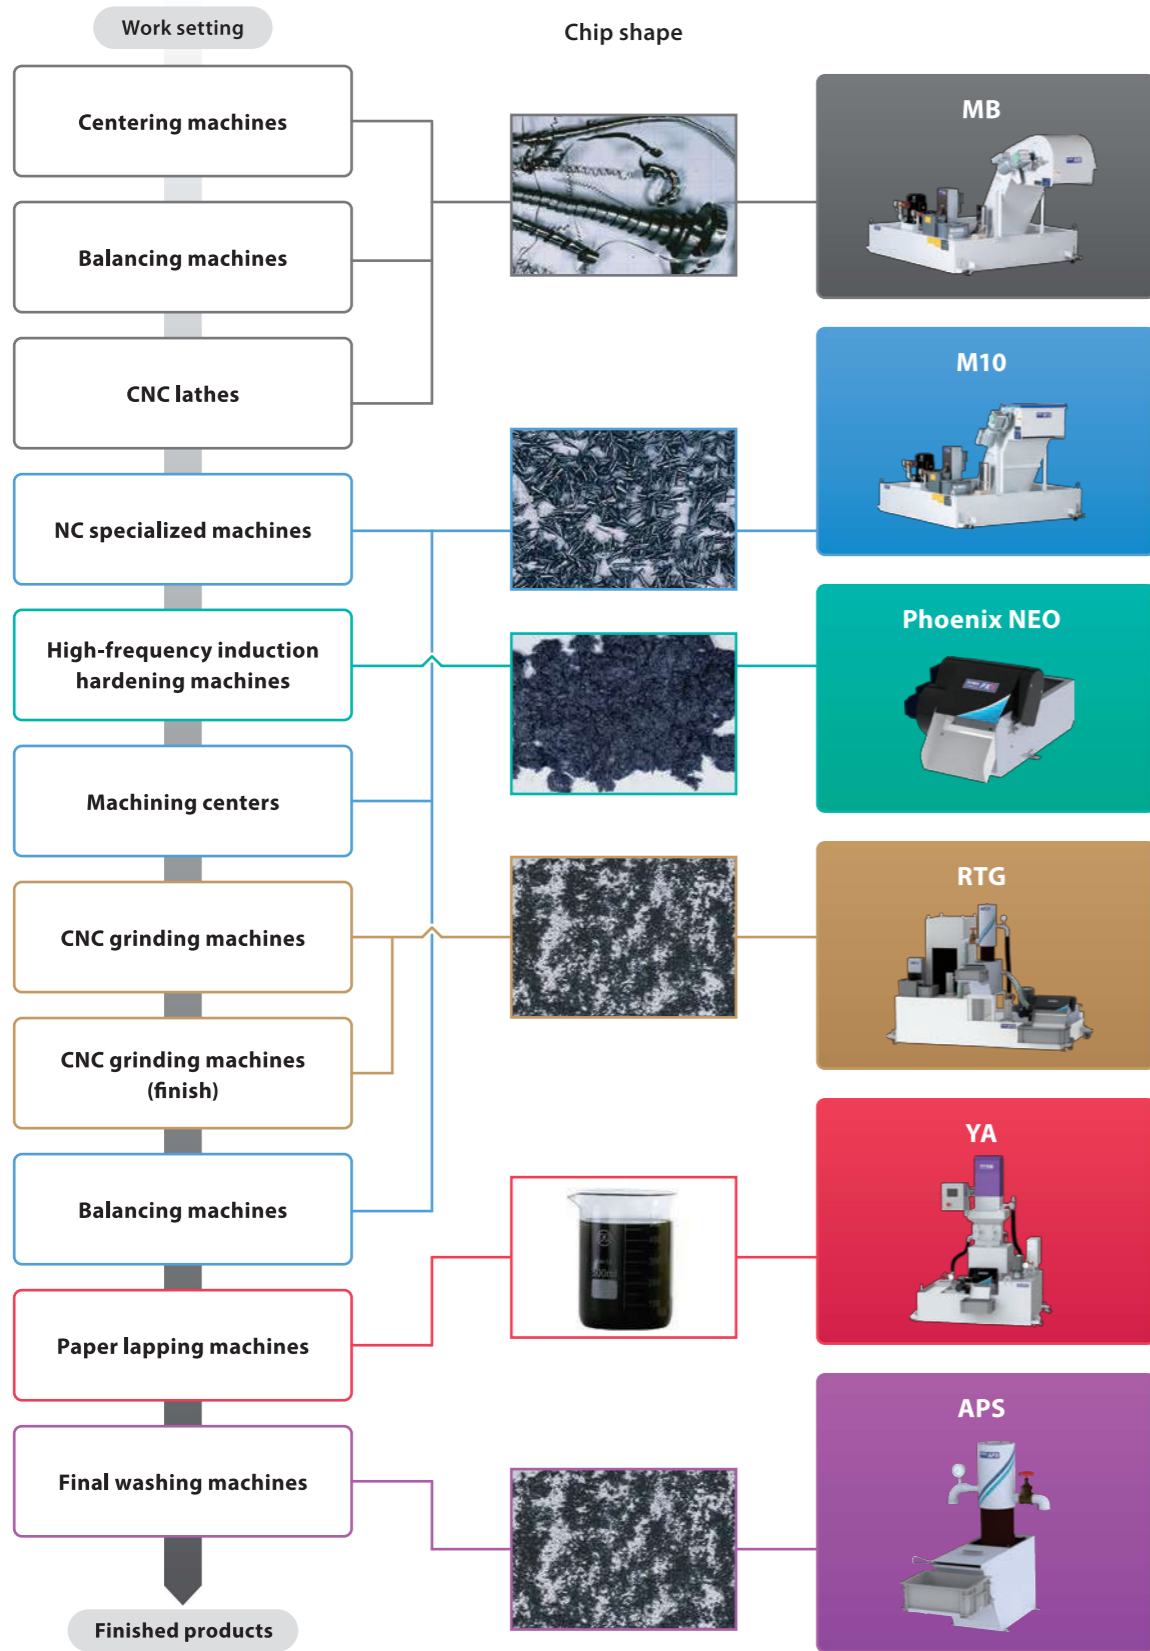 Work setting
Chip shape
Centering machines
MB
Balancing machines
CNC lathes
M10
NC specialized machines
High-frequency induction
hardening machines
Phoenix NEO
Machining centers
CNC grinding machines
RTG
CNC grinding machines
(finish)
YA
Balancing machines
Paper lapping machines
APS
Final washing machines
Finished products